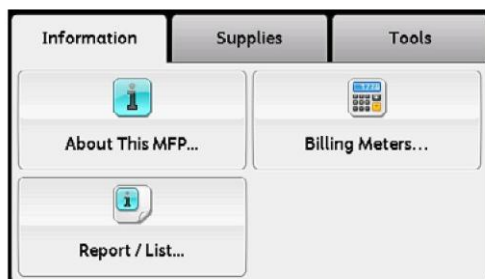 Information Supplies Tools
About This MFP... Billing Meters...
Report / List...